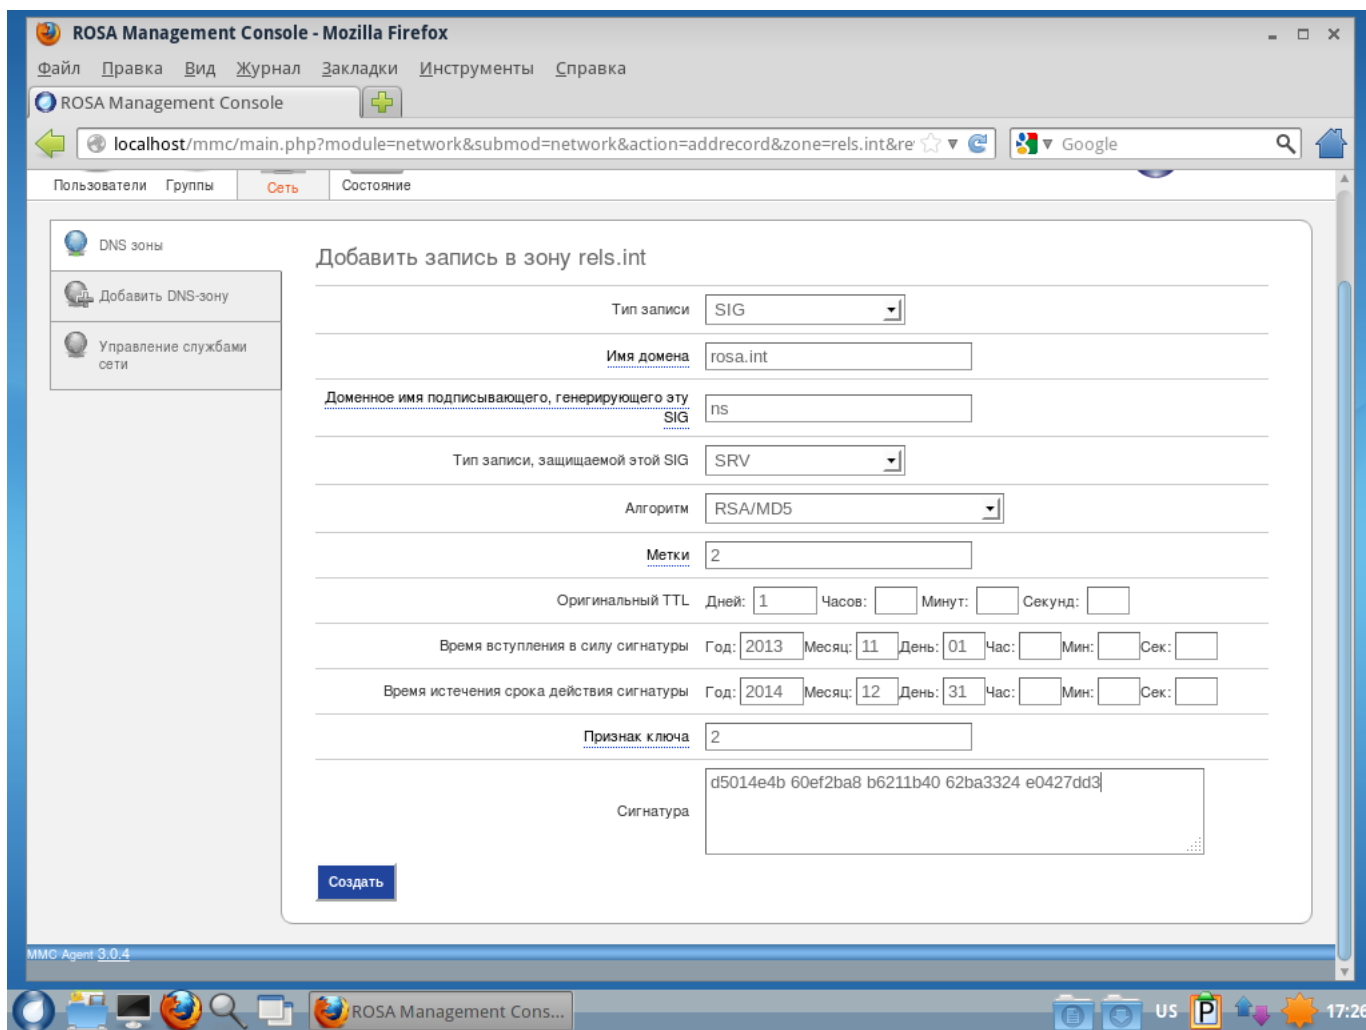 ROSA Management Console - Mozilla Firefox
Файл Правка Вид Журнал Закладки Инструменты Справка
ROSA Management Console
localhost/mmc/main.php?module=network&submod=network&action=addrecord&zone=rels.int&re
Google
Пользователи Группы Сеть Состояние
DNS зоны
Добавить DNS-зону
Управление службами
сети
Добавить запись в зону rels.int
Тип записи SIG
Имя домена rosa.int
Доменное имя подписывающего, генерирующего эту
SIG ns
Тип записи, защищаемой этой SIG SRV
Алгоритм RSA/MD5
Метки 2
Оригинальный TTL Дней: 1 Часов: Минут: Секунд:
Время вступления в силу сигнатуры Год: 2013 Месяц: 11 День: 01 Час: Мин: Сек:
Время истечения срока действия сигнатуры Год: 2014 Месяц: 12 День: 31 Час: Мин: Сек:
Признак ключа 2
Сигнатура d5014e4b 60ef2ba8 b6211b40 62ba3324 e0427dd3
Создать
MMC Agent 3.0.4
ROSA Management Cons...
US P 17:26